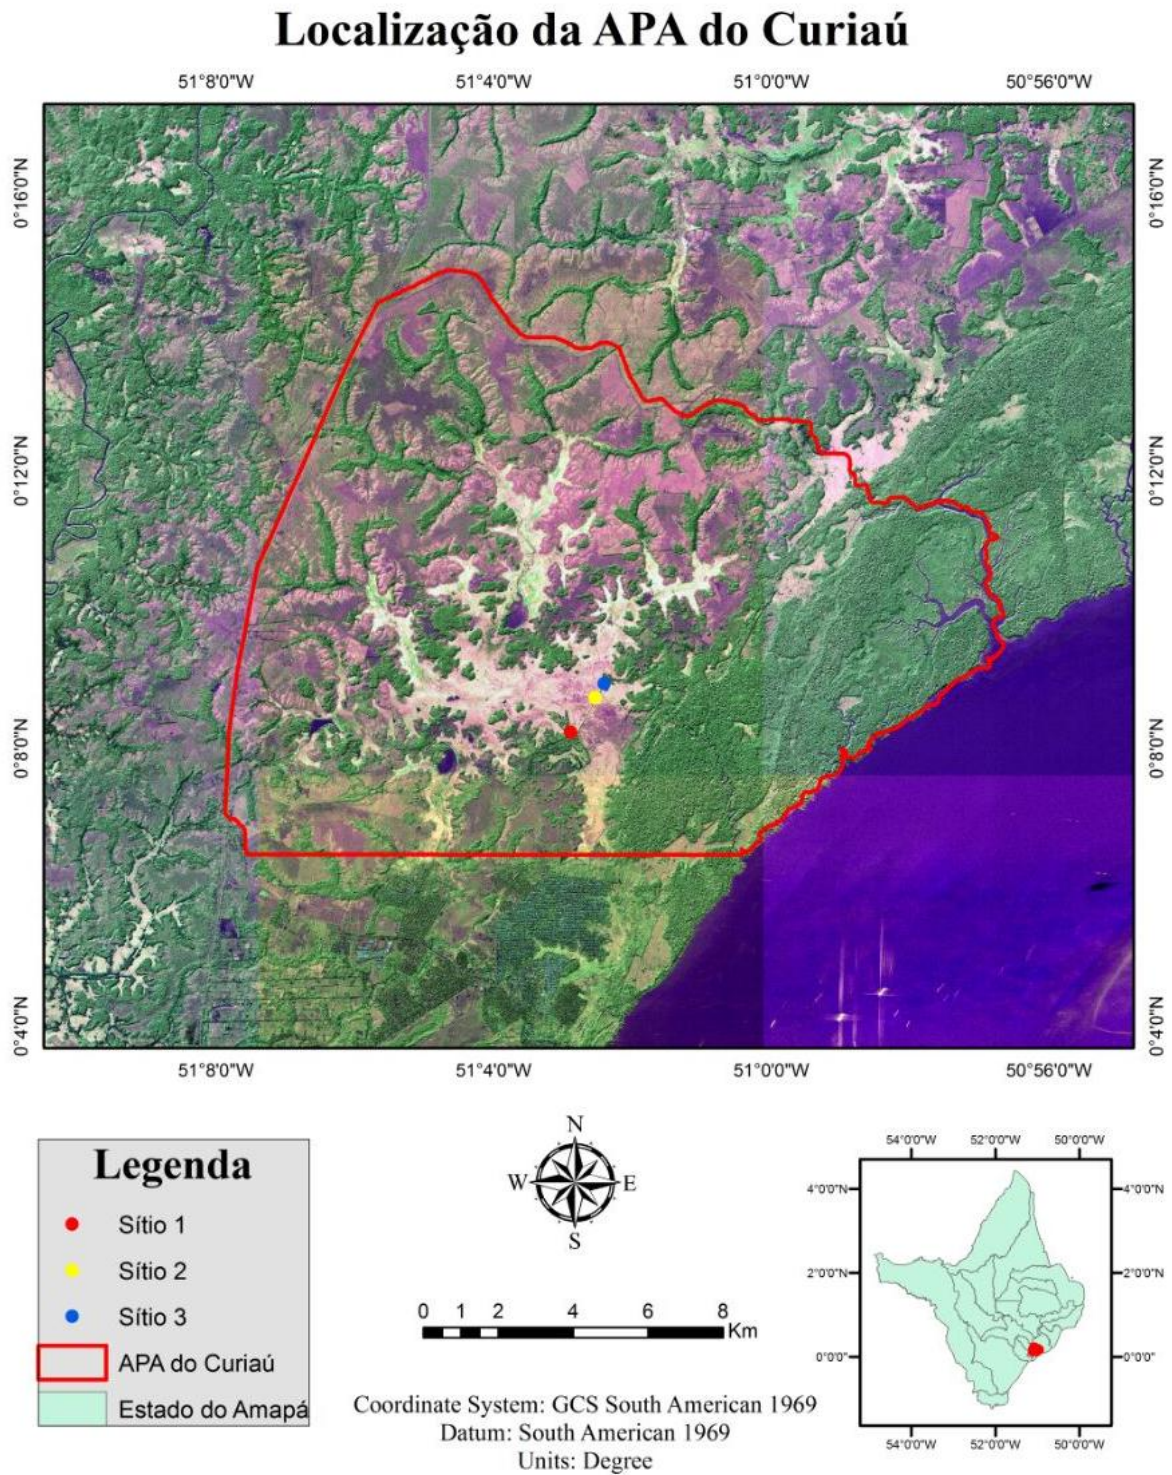 Localização da APA do Curiaú
51°8'0"W 51°4'0"W 51°0'0"W 50°56'0"W
0°16'0"N 0°16'0"N
0°12'0"N 0°12'0"N
0°8'0"N 0°8'0"N
0°4'0"N 0°4'0"N
51°8'0"W 51°4'0"W 51°0'0"W 50°56'0"W
Legenda
Sítio 1
Sítio 2
Sítio 3
APA do Curiaú
Estado do Amapá
N
W E
S
0 1 2 4 6 8
Km
Coordinate System: GCS South American 1969
Datum: South American 1969
Units: Degree
54°0'0"W 52°0'0"W 50°0'0"W
4°0'0"N 4°0'0"N
2°0'0"N 2°0'0"N
0°0'0" 0°0'0"
54°0'0"W 52°0'0"W 50°0'0"W